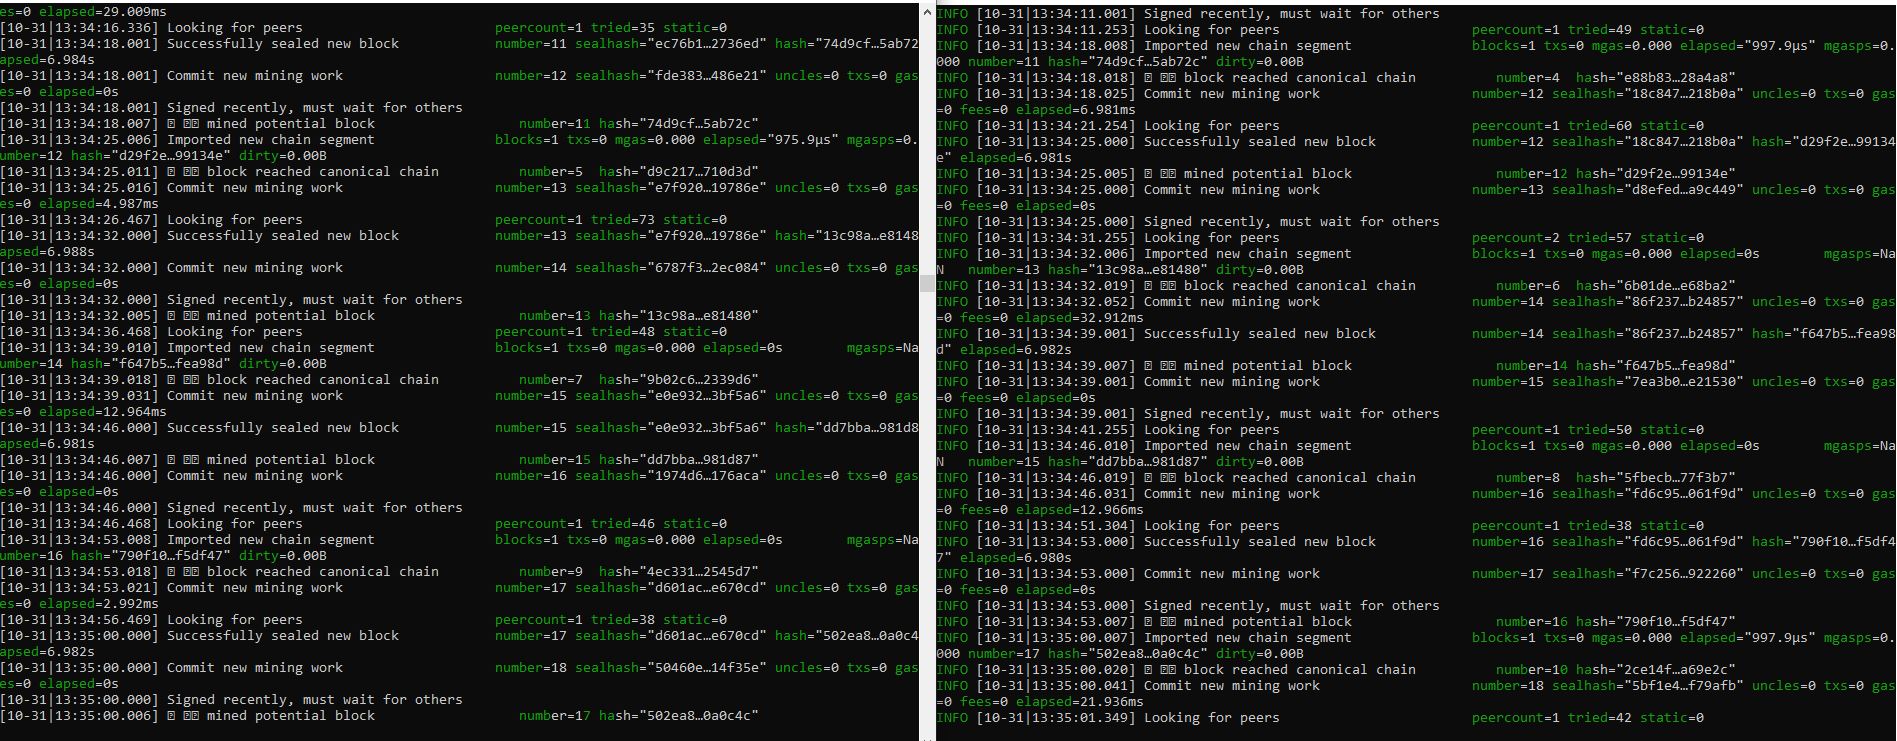 es=0 elapsed=29.009ms
[10-31|13:34:16.336] Looking for peers peercount=1 tried=35 static=0
[10-31|13:34:18.001] Successfully sealed new block number=11 sealhash="ec76b1…2736ed" hash="74d9cf…5ab72
apsed=6.984s
[10-31|13:34:18.001] Commit new mining work number=12 sealhash="fde383…486e21" uncles=0 txs=0 gas
es=0 elapsed=0s
[10-31|13:34:18.001] Signed recently, must wait for others
[10-31|13:34:18.007] mined potential block number=11 hash="74d9cf…5ab72c"
[10-31|13:34:25.006] Imported new chain segment blocks=1 txs=0 mgas=0.000 elapsed="975.9µs" mgasps=0.
umber=12 hash="d29f2e…99134e" dirty=0.00B
[10-31|13:34:25.011] block reached canonical chain number=5 hash="d9c217…710d3d"
[10-31|13:34:25.016] Commit new mining work number=13 sealhash="e7f920…19786e" uncles=0 txs=0 gas
es=0 elapsed=4.987ms
[10-31|13:34:26.467] Looking for peers peercount=1 tried=73 static=0
[10-31|13:34:32.000] Successfully sealed new block number=13 sealhash="e7f920…19786e" hash="13c98a…e8148
apsed=6.988s
[10-31|13:34:32.000] Commit new mining work number=14 sealhash="6787f3…2ec084" uncles=0 txs=0 gas
es=0 elapsed=0s
[10-31|13:34:32.000] Signed recently, must wait for others
[10-31|13:34:32.005] mined potential block number=13 hash="13c98a…e81480"
[10-31|13:34:36.468] Looking for peers peercount=1 tried=48 static=0
[10-31|13:34:39.010] Imported new chain segment blocks=1 txs=0 mgas=0.000 elapsed=0s mgasps=Na
umber=14 hash="f647b5…fea98d" dirty=0.00B
[10-31|13:34:39.018] block reached canonical chain number=7 hash="9b02c6…2339d6"
[10-31|13:34:39.031] Commit new mining work number=15 sealhash="e0e932…3bf5a6" uncles=0 txs=0 gas
es=0 elapsed=12.964ms
[10-31|13:34:46.000] Successfully sealed new block number=15 sealhash="e0e932…3bf5a6" hash="dd7bba…981d8
apsed=6.981s
[10-31|13:34:46.007] mined potential block number=15 hash="dd7bba…981d87"
[10-31|13:34:46.000] Commit new mining work number=16 sealhash="1974d6…176aca" uncles=0 txs=0 gas
es=0 elapsed=0s
[10-31|13:34:46.000] Signed recently, must wait for others
[10-31|13:34:46.468] Looking for peers peercount=1 tried=46 static=0
[10-31|13:34:53.008] Imported new chain segment blocks=1 txs=0 mgas=0.000 elapsed=0s mgasps=Na
umber=16 hash="790f10…f5df47" dirty=0.00B
[10-31|13:34:53.018] block reached canonical chain number=9 hash="4ec331…2545d7"
[10-31|13:34:53.021] Commit new mining work number=17 sealhash="d601ac…e670cd" uncles=0 txs=0 gas
es=0 elapsed=2.992ms
[10-31|13:34:56.469] Looking for peers peercount=1 tried=38 static=0
[10-31|13:35:00.000] Successfully sealed new block number=17 sealhash="d601ac…e670cd" hash="502ea8…0a0c4
apsed=6.982s
[10-31|13:35:00.000] Commit new mining work number=18 sealhash="50460e…14f35e" uncles=0 txs=0 gas
es=0 elapsed=0s
[10-31|13:35:00.000] Signed recently, must wait for others
[10-31|13:35:00.006] mined potential block number=17 hash="502ea8…0a0c4c"
INFO [10-31|13:34:11.001] Signed recently, must wait for others
INFO [10-31|13:34:11.253] Looking for peers peercount=1 tried=49 static=0
INFO [10-31|13:34:18.008] Imported new chain segment blocks=1 txs=0 mgas=0.000 elapsed="997.9µs" mgasps=0.
000 number=11 hash="74d9cf…5ab72c" dirty=0.00B
INFO [10-31|13:34:18.018] block reached canonical chain number=4 hash="e88b83…28a4a8"
INFO [10-31|13:34:18.025] Commit new mining work number=12 sealhash="18c847…218b0a" uncles=0 txs=0 gas
=0 fees=0 elapsed=6.981ms
INFO [10-31|13:34:21.254] Looking for peers peercount=1 tried=60 static=0
INFO [10-31|13:34:25.000] Successfully sealed new block number=12 sealhash="18c847…218b0a" hash="d29f2e…99134
e" elapsed=6.981s
INFO [10-31|13:34:25.005] mined potential block number=12 hash="d29f2e…99134e"
INFO [10-31|13:34:25.000] Commit new mining work number=13 sealhash="d8efed…a9c449" uncles=0 txs=0 gas
=0 fees=0 elapsed=0s
INFO [10-31|13:34:25.000] Signed recently, must wait for others
INFO [10-31|13:34:31.255] Looking for peers peercount=2 tried=57 static=0
INFO [10-31|13:34:32.006] Imported new chain segment blocks=1 txs=0 mgas=0.000 elapsed=0s mgasps=Na
N number=13 hash="13c98a…e81480" dirty=0.00B
INFO [10-31|13:34:32.019] block reached canonical chain number=6 hash="6b01de…e68ba2"
INFO [10-31|13:34:32.052] Commit new mining work number=14 sealhash="86f237…b24857" uncles=0 txs=0 gas
=0 fees=0 elapsed=32.912ms
INFO [10-31|13:34:39.001] Successfully sealed new block number=14 sealhash="86f237…b24857" hash="f647b5…fea98
d" elapsed=6.982s
INFO [10-31|13:34:39.007] mined potential block number=14 hash="f647b5…fea98d"
INFO [10-31|13:34:39.001] Commit new mining work number=15 sealhash="7ea3b0…e21530" uncles=0 txs=0 gas
=0 fees=0 elapsed=0s
INFO [10-31|13:34:39.001] Signed recently, must wait for others
INFO [10-31|13:34:41.255] Looking for peers peercount=1 tried=50 static=0
INFO [10-31|13:34:46.010] Imported new chain segment blocks=1 txs=0 mgas=0.000 elapsed=0s mgasps=Na
N number=15 hash="dd7bba…981d87" dirty=0.00B
INFO [10-31|13:34:46.019] block reached canonical chain number=8 hash="5fbecb…77f3b7"
INFO [10-31|13:34:46.031] Commit new mining work number=16 sealhash="fd6c95…061f9d" uncles=0 txs=0 gas
=0 fees=0 elapsed=12.966ms
INFO [10-31|13:34:51.304] Looking for peers peercount=1 tried=38 static=0
INFO [10-31|13:34:53.000] Successfully sealed new block number=16 sealhash="fd6c95…061f9d" hash="790f10…f5df4
7" elapsed=6.980s
INFO [10-31|13:34:53.000] Commit new mining work number=17 sealhash="f7c256…922260" uncles=0 txs=0 gas
=0 fees=0 elapsed=0s
INFO [10-31|13:34:53.000] Signed recently, must wait for others
INFO [10-31|13:34:53.007] mined potential block number=16 hash="790f10…f5df47"
INFO [10-31|13:35:00.007] Imported new chain segment blocks=1 txs=0 mgas=0.000 elapsed="997.9µs" mgasps=0.
000 number=17 hash="502ea8…0a0c4c" dirty=0.00B
INFO [10-31|13:35:00.020] block reached canonical chain number=10 hash="2ce14f…a69e2c"
INFO [10-31|13:35:00.041] Commit new mining work number=18 sealhash="5bf1e4…f79afb" uncles=0 txs=0 gas
=0 fees=0 elapsed=21.936ms
INFO [10-31|13:35:01.349] Looking for peers peercount=1 tried=42 static=0